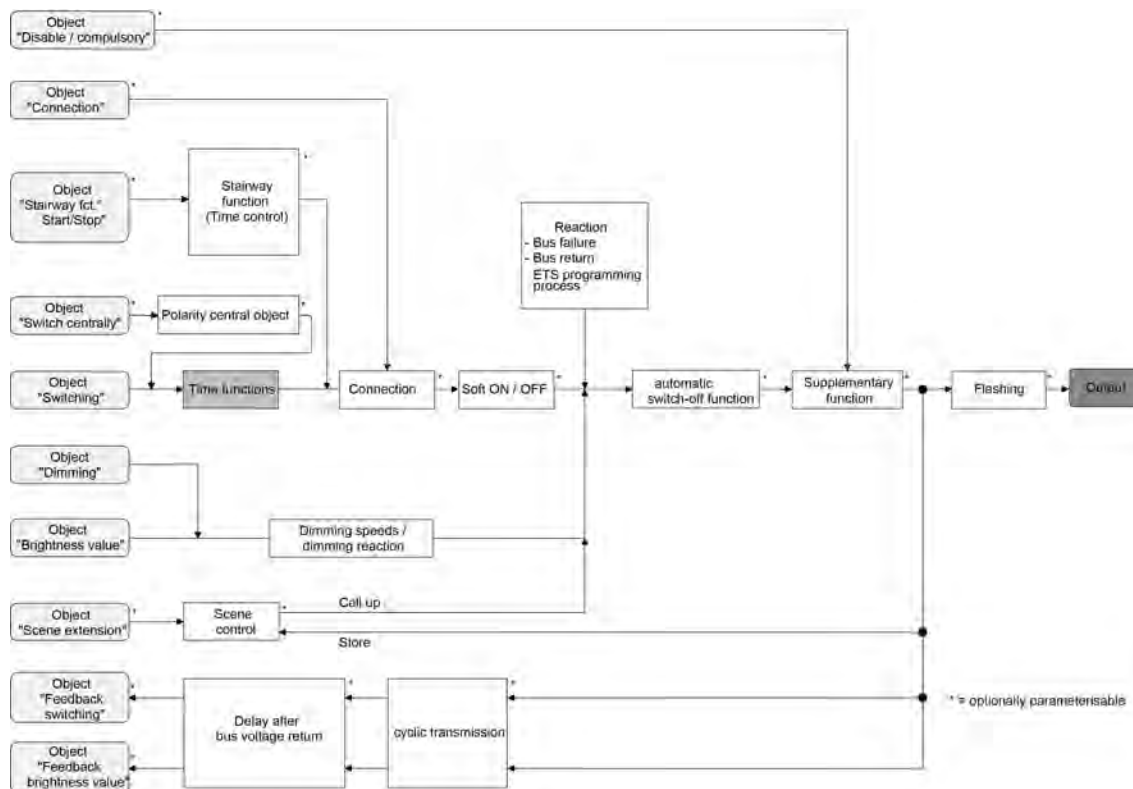 Object
"Disable / compulsory"
*
Object
"Connection"
*
Object
"Stairway fct."
Start/Stop"
*
Stairway
function
(Time control)
*
Reaction
- Bus failure
- Bus return
ETS programming
process
Object
"Switch centrally"
*
Polarity central object
*
Object
"Switching"
Time functions
Connection
*
Soft ON / OFF
*
automatic
switch-off function
*
Supplementary
function
*
Flashing
*
Output
Object
"Dimming"
Object
"Brightness value"
Dimming speeds /
dimming reaction
Object
"Scene extension"
*
Scene
control
*
Call up
Store
Object
"Feedback
switching"
*
Delay after
bus voltage return
*
cyclic transmission
*
* = optionally parameterisable
Object
"Feedback
brightness value"
*